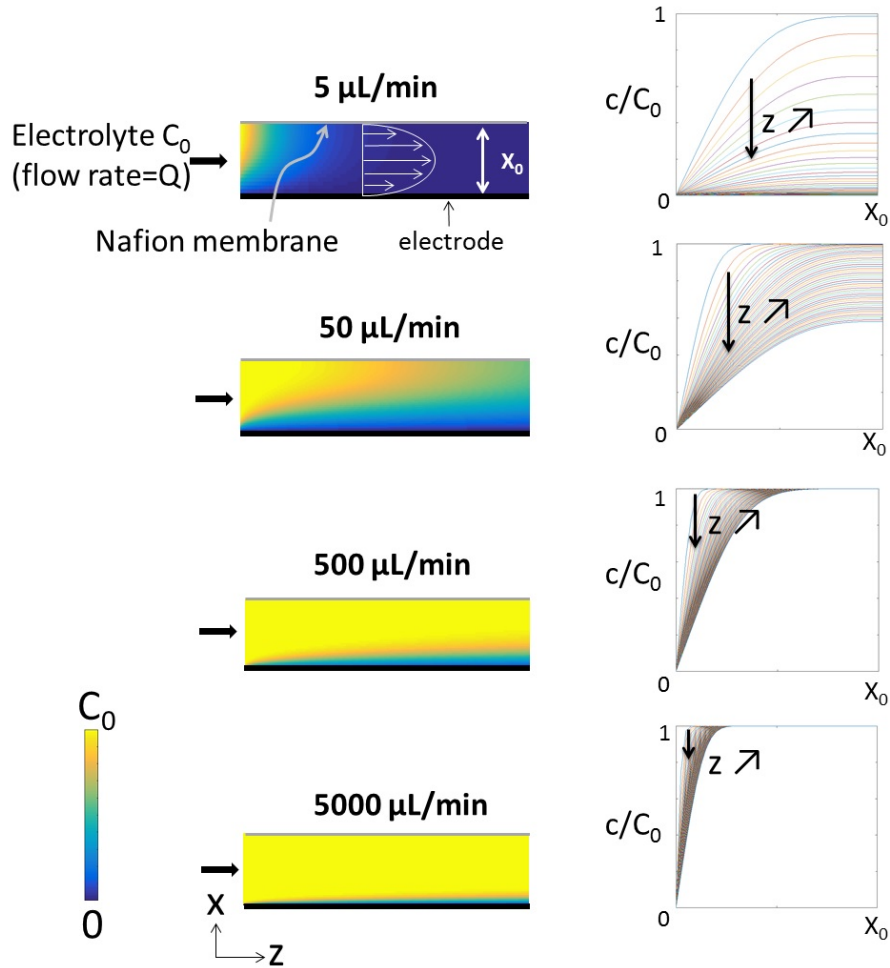 5 µL/min
Electrolyte C₀
(flow rate=Q)
X₀
Nafion membrane
electrode
1
c/C₀
z
0
X₀
50 µL/min
1
c/C₀
z
0
X₀
500 µL/min
1
c/C₀
z
0
X₀
C₀
0
5000 µL/min
X
Z
1
c/C₀
z
0
X₀